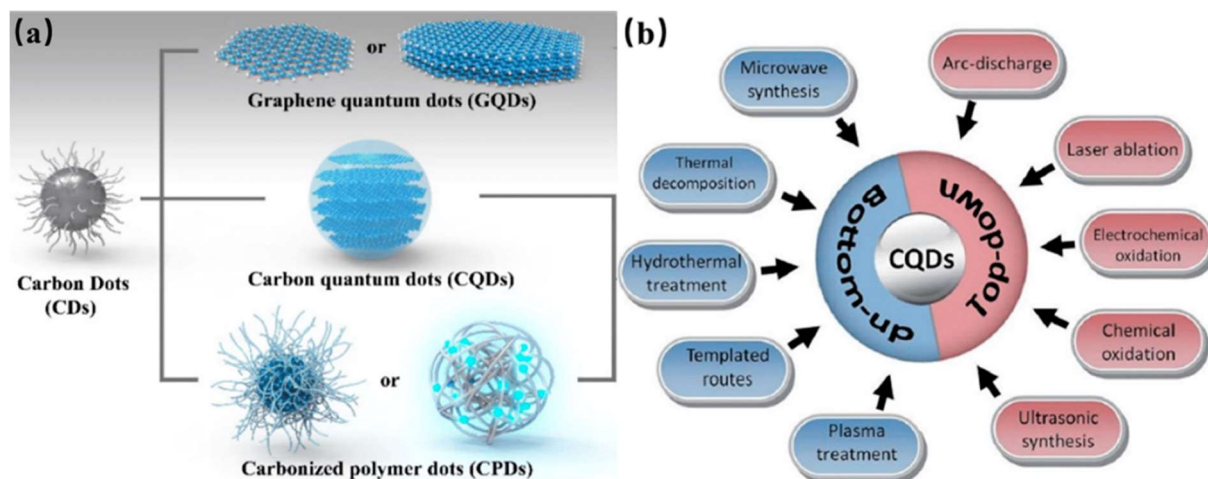 (a)
or
Graphene quantum dots (GQDs)
Carbon Dots
(CDs)
Carbon quantum dots (CQDs)
or
Carbonized polymer dots (CPDs)
(b)
Microwave
synthesis
Arc-discharge
Thermal
decomposition
Laser ablation
Hydrothermal
treatment
Electrochemical
oxidation
Templated
routes
Chemical
oxidation
Plasma
treatment
Ultrasonic
synthesis
Bottowm-up
Top-down
CQDs